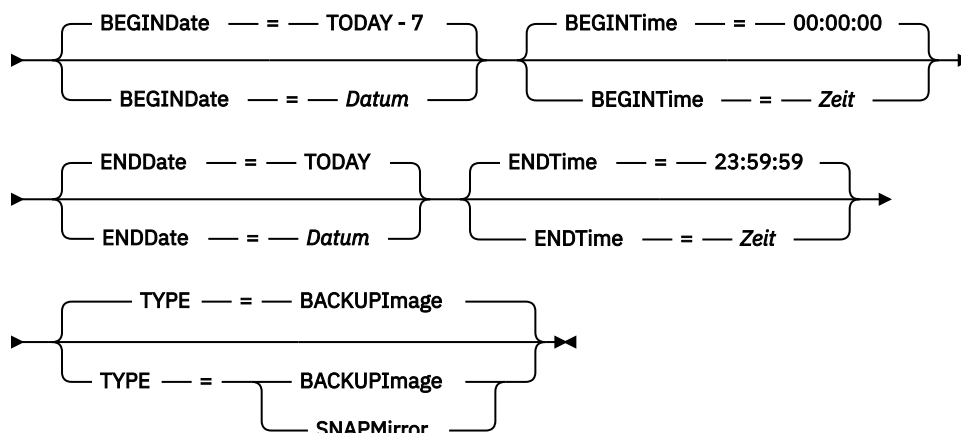 BEGINDate = TODAY - 7 BEGINTime = 00:00:00
BEGINDate = Datum BEGINTime = Zeit
ENDDate = TODAY ENDTime = 23:59:59
ENDDate = Datum ENDTime = Zeit
TYPE = BACKUPImage
TYPE = BACKUPImage
SNAPMirror